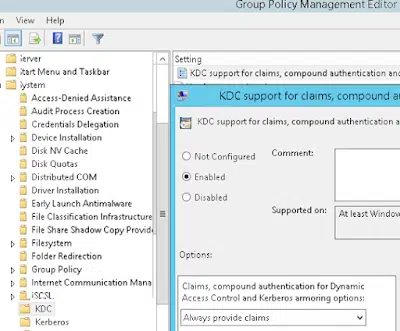 Group Policy Management Editor
View Help
Server
Start Menu and Taskbar
System
Access-Denied Assistance
Audit Process Creation
Credentials Delegation
Device Installation
Disk NV Cache
Disk Quotas
Distributed COM
Driver Installation
Early Launch Antimalware
File Classification Infrastructure
File Share Shadow Copy Provide
Filesystem
Folder Redirection
Group Policy
Internet Communication Mana
iSCSI
KDC
Kerberos
Setting
KDC support for claims, compound authentication and
KDC support for claims, compound au
KDC support for claims, compound authentication a
Not Configured
Comment:
Enabled
Disabled
Supported on:
At least Window
Options:
Claims, compound authentication for Dynamic
Access Control and Kerberos armoring options:
Always provide claims